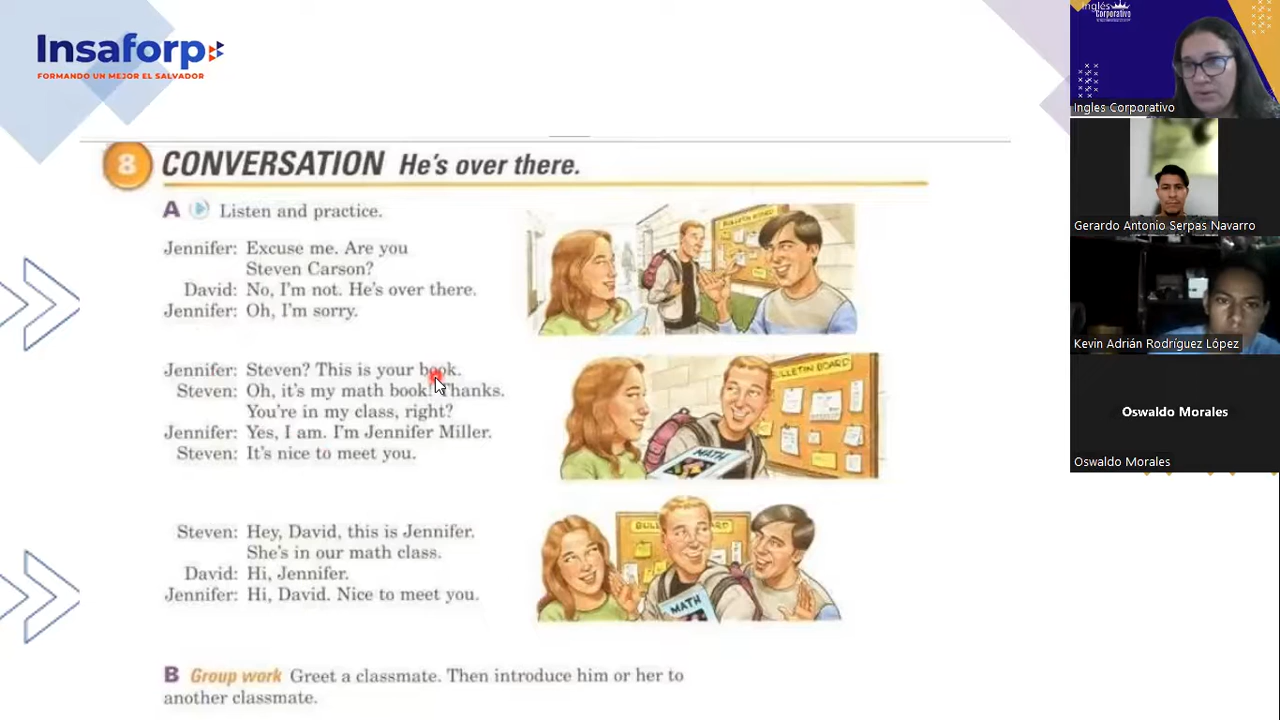 Insaforp
FORMANDO UN MEJOR EL SALVADOR
8 CONVERSATION He's over there.
A Listen and practice.
Jennifer: Excuse me. Are you
Steven Carson?
David: No, I'm not. He's over there.
Jennifer: Oh, I'm sorry.
BULLETIN BOARD
Jennifer: Steven? This is your book.
Steven: Oh, it's my math book! Thanks.
You're in my class, right?
Jennifer: Yes, I am. I'm Jennifer Miller.
Steven: It's nice to meet you.
BULLETIN BOARD
MATH
Steven: Hey, David, this is Jennifer.
She's in our math class.
David: Hi, Jennifer.
Jennifer: Hi, David. Nice to meet you.
MATH
B Group work Greet a classmate. Then introduce him or her to
another classmate.
Inglés
Corporativo
Ingles Corporativo
Gerardo Antonio Serpas Navarro
Kevin Adrián Rodríguez López
Oswaldo Morales
Oswaldo Morales